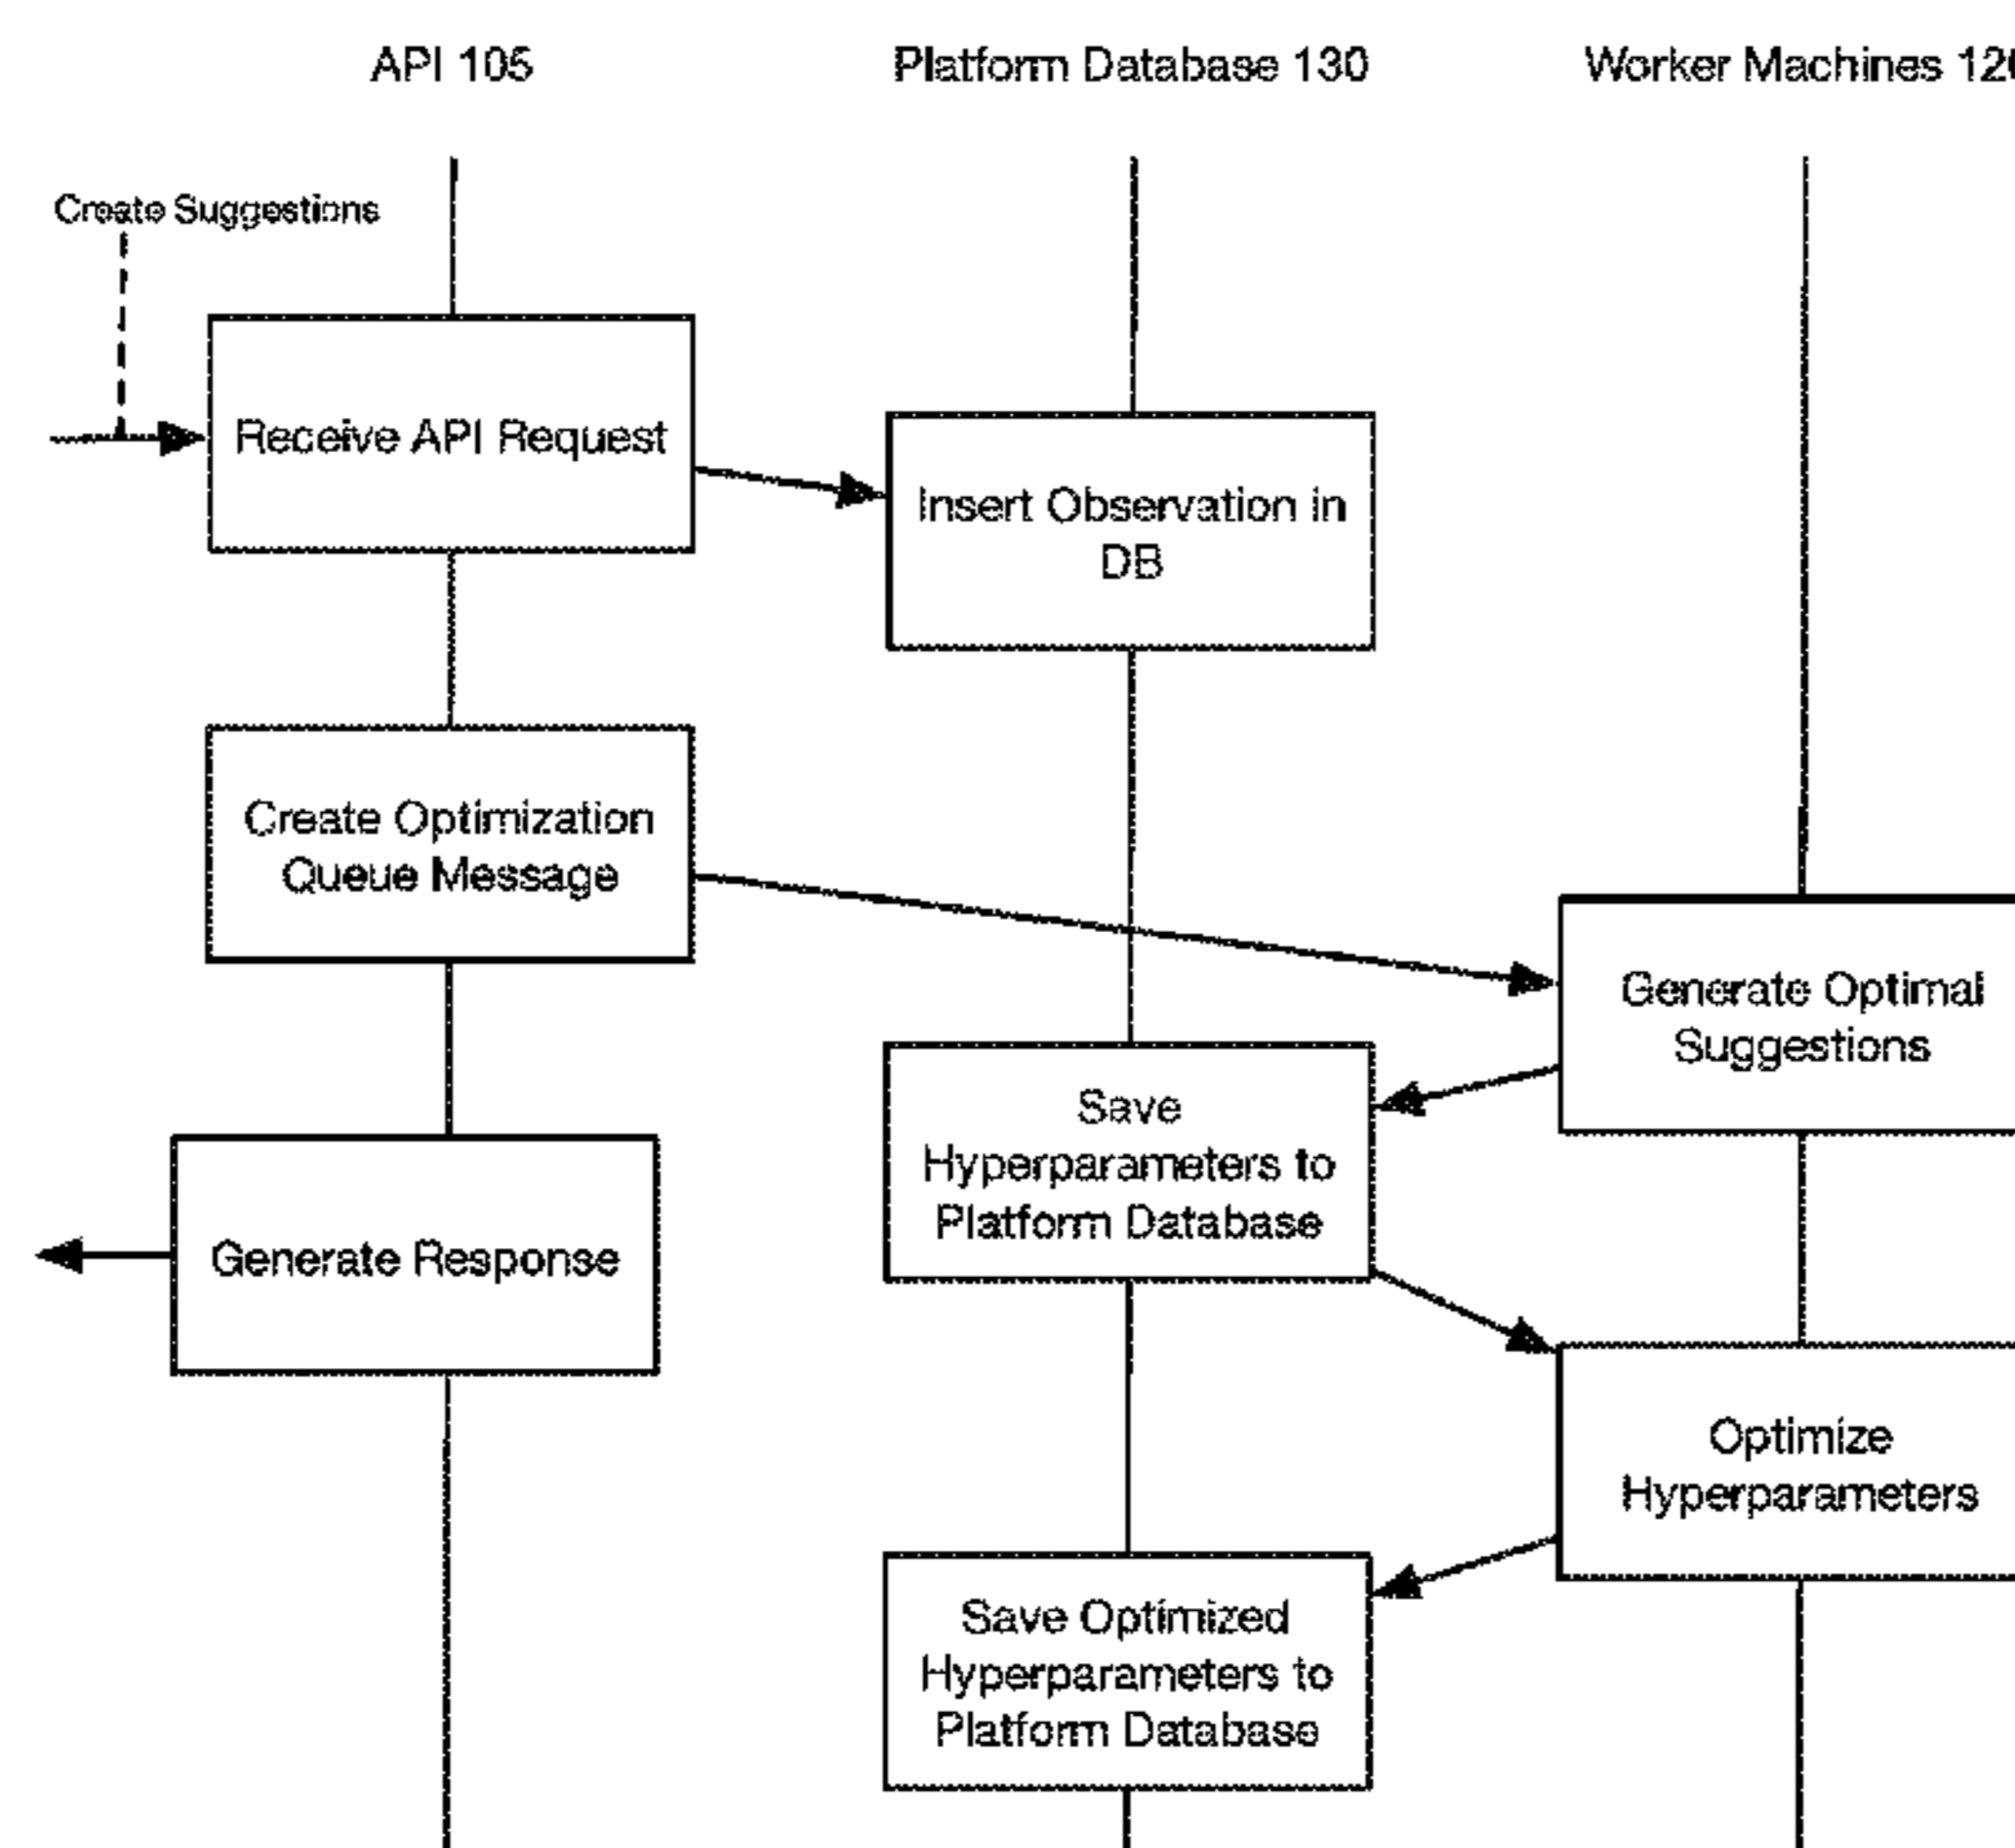 API 105
Platform Database 130
Worker Machines 12
Create Suggestions
Receive API Request
Insert Observation in
DB
Create Optimization
Queue Message
Generate Optimal
Suggestions
Save
Hyperparameters to
Platform Database
Generate Response
Optimize
Hyperparameters
Save Optimized
Hyperparameters to
Platform Database